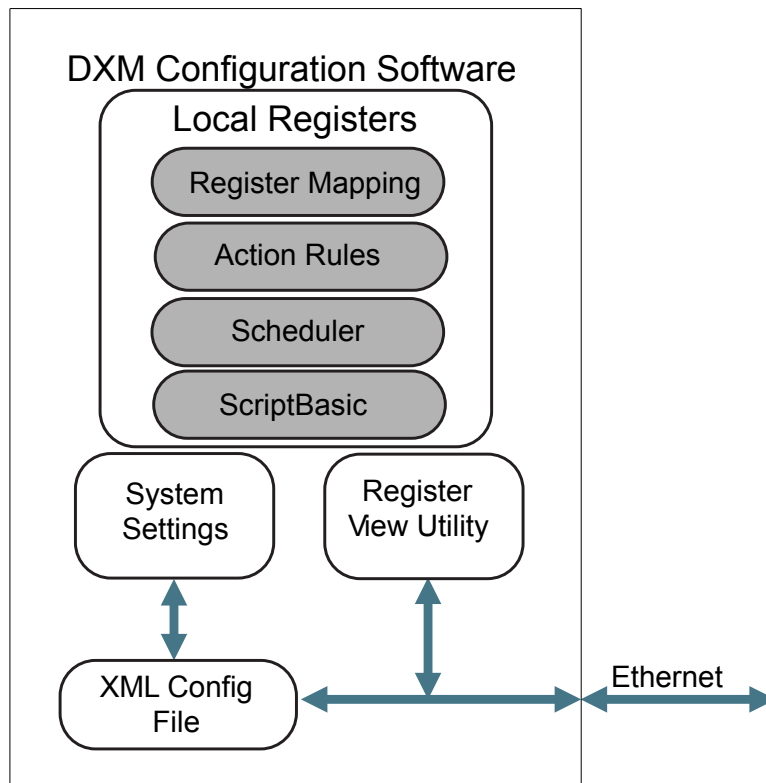 DXM Configuration Software
Local Registers
Register Mapping
Action Rules
Scheduler
ScriptBasic
System
Settings
Register
View Utility
XML Config
File
Ethernet